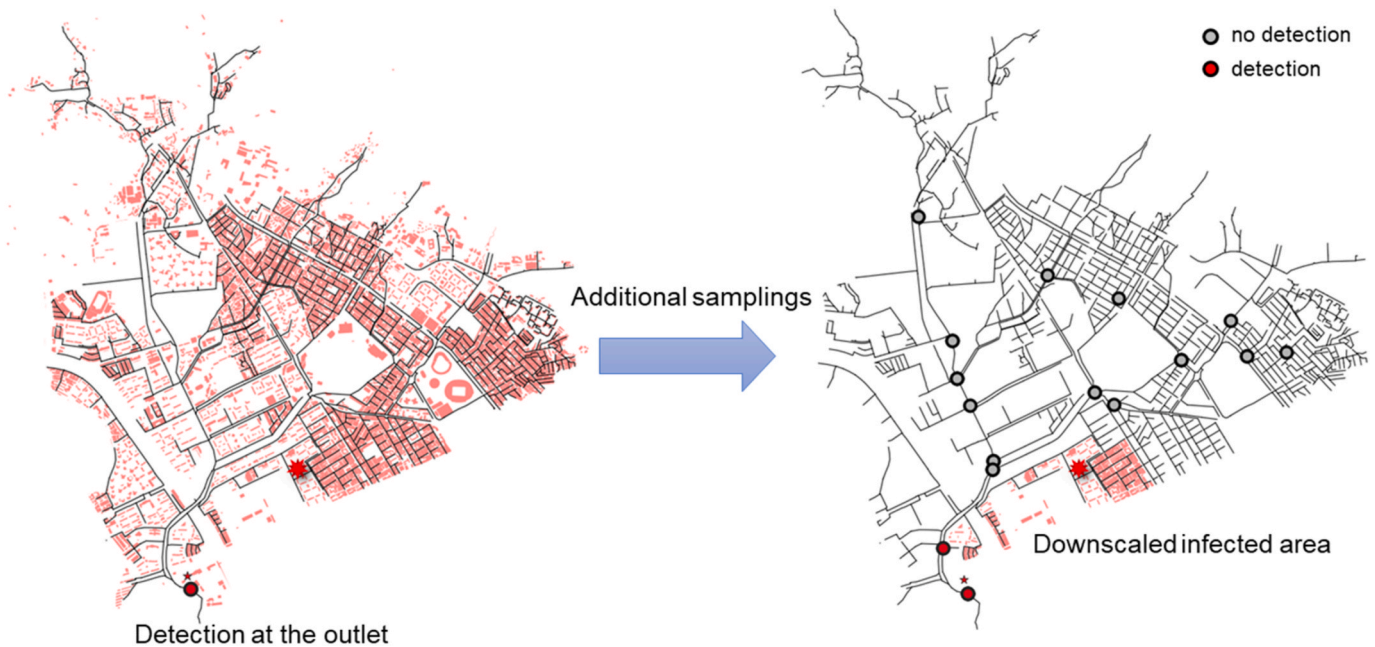 no detection
detection
Additional samplings
Downscaled infected area
Detection at the outlet